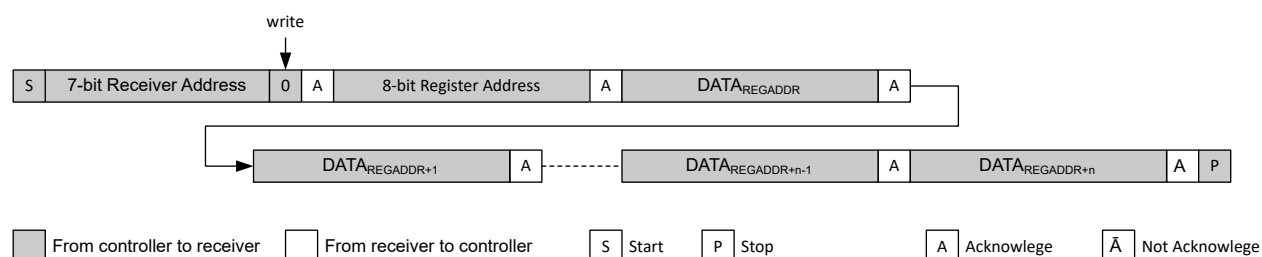 write
S 7-bit Receiver Address 0 A 8-bit Register Address A DATAREGADDR A
DATAREGADDR+1 A DATAREGADDR+n-1 A DATAREGADDR+n A P
From controller to receiver From receiver to controller S Start P Stop A Acknowlege Ā Not Acknowlege